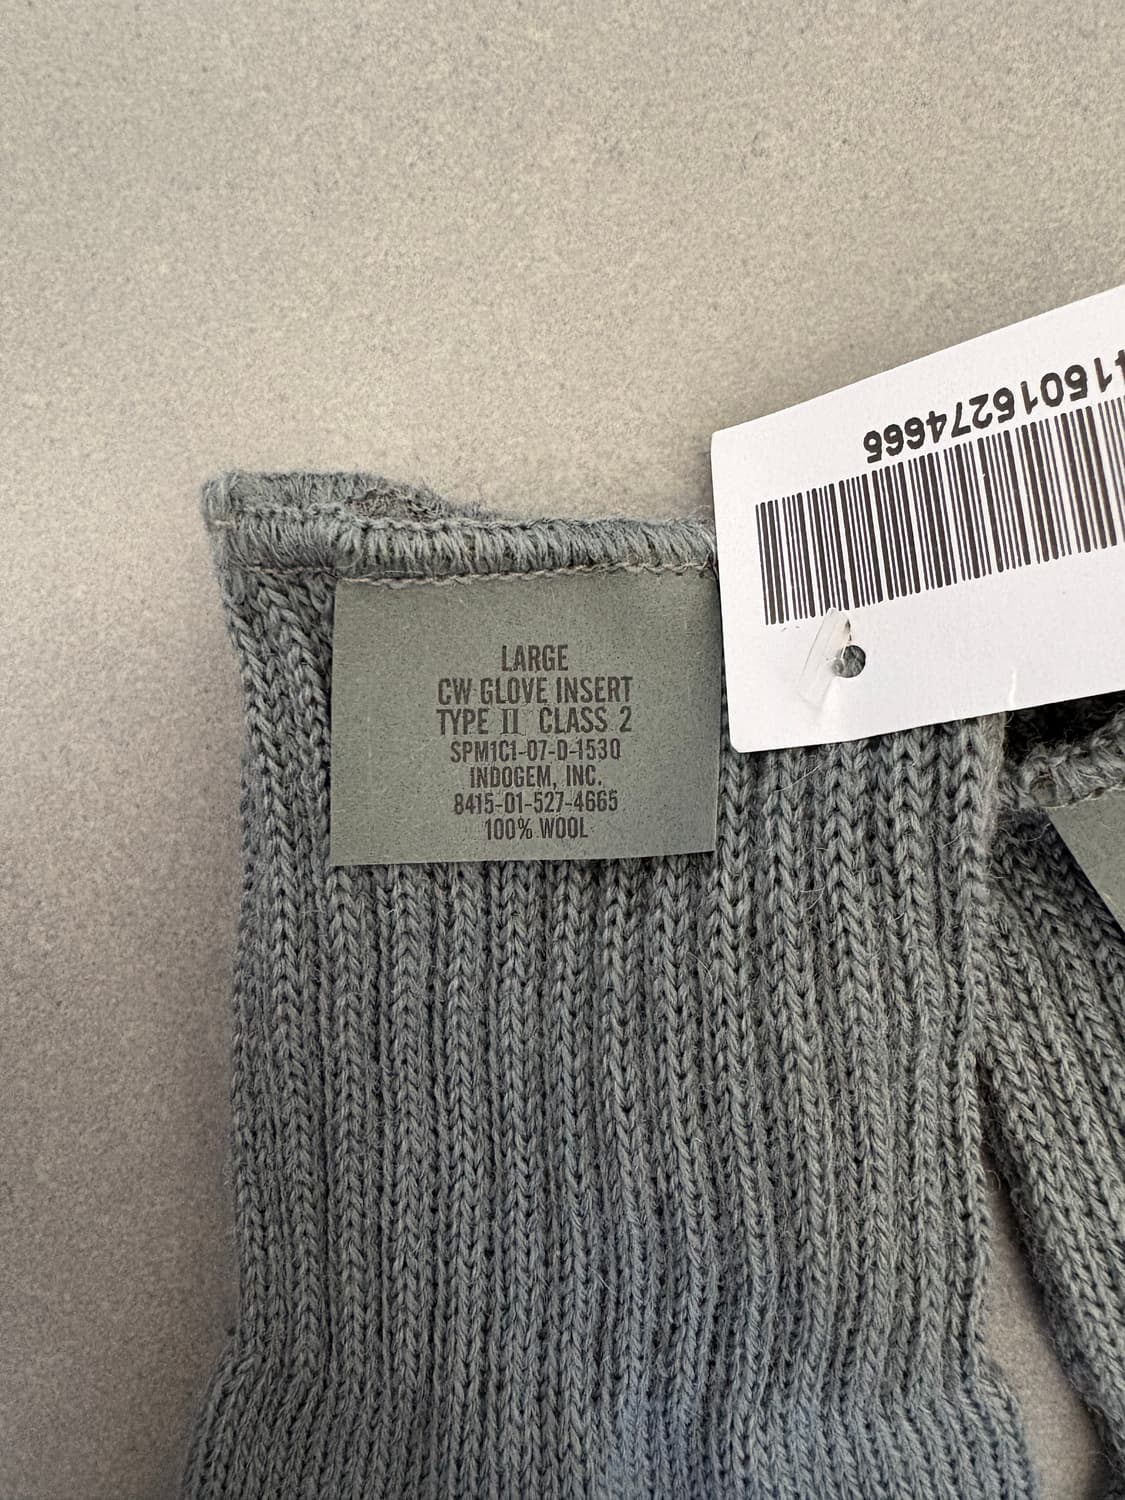 415015274665
LARGE
CW GLOVE INSERT
TYPE II CLASS 2
SPM1C1-07-D-1530
INDOGEM, INC.
8415-01-527-4665
100% WOOL